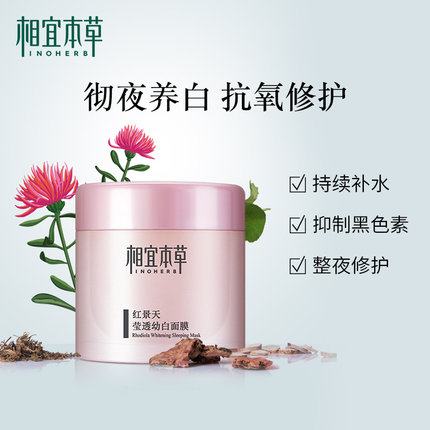 相宜本草
INOHERB
彻夜养白 抗氧修护
持续补水
抑制黑色素
整夜修护
相宜本草
INOHERB
红景天
莹透幼白面膜
Rhodiola Whitening Sleeping Mask